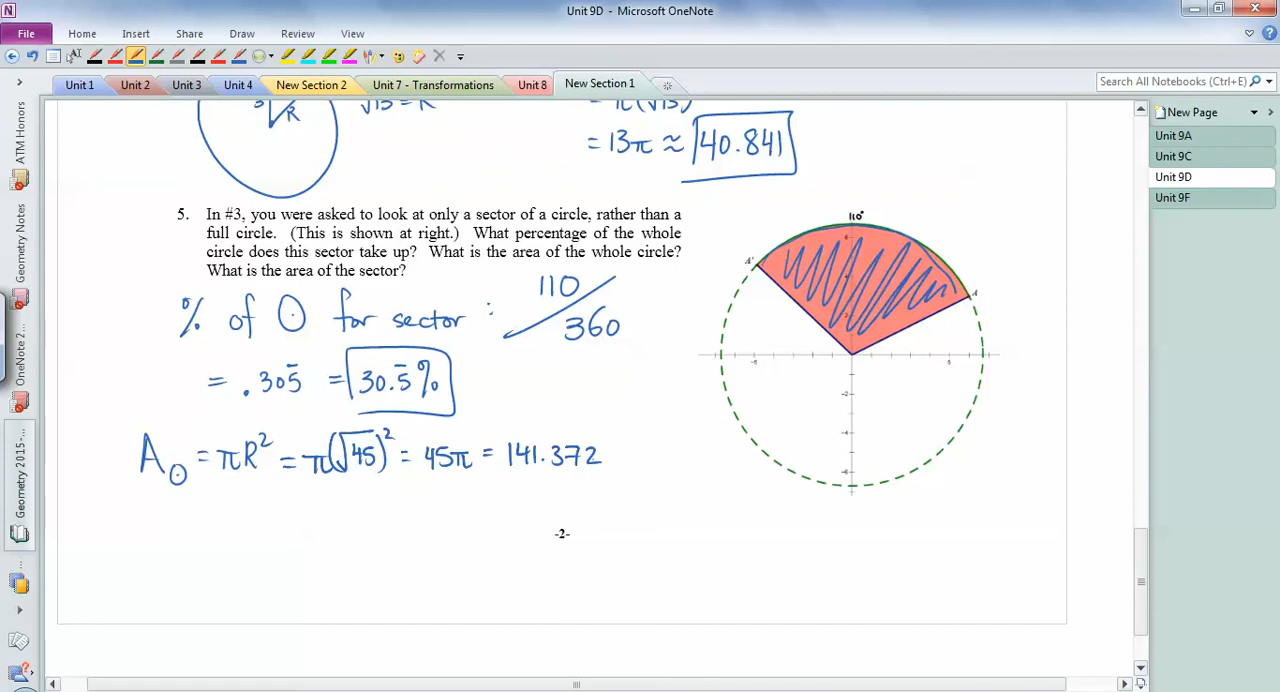 Unit 9D - Microsoft OneNote
File Home Insert Share Draw Review View
Unit 1 Unit 2 Unit 3 Unit 4 New Section 2 Unit 7 - Transformations Unit 8 New Section 1
Search All Notebooks (Ctrl+E)
New Page
Unit 9A
Unit 9C
Unit 9D
Unit 9F
ATM Honors
Geometry Notes
OneNote 2...
Geometry 2015 -...
R √13 = R
= π(√13)
= 13π ≈ 40.841
5. In #3, you were asked to look at only a sector of a circle, rather than a
full circle. (This is shown at right.) What percentage of the whole
circle does this sector take up? What is the area of the whole circle?
What is the area of the sector?
110°
A'
A
% of ⊙ for sector : 110/360
= .305̅ = 30.5̅%
A⊙ = πR² = π(√45)² = 45π = 141.372
-2-